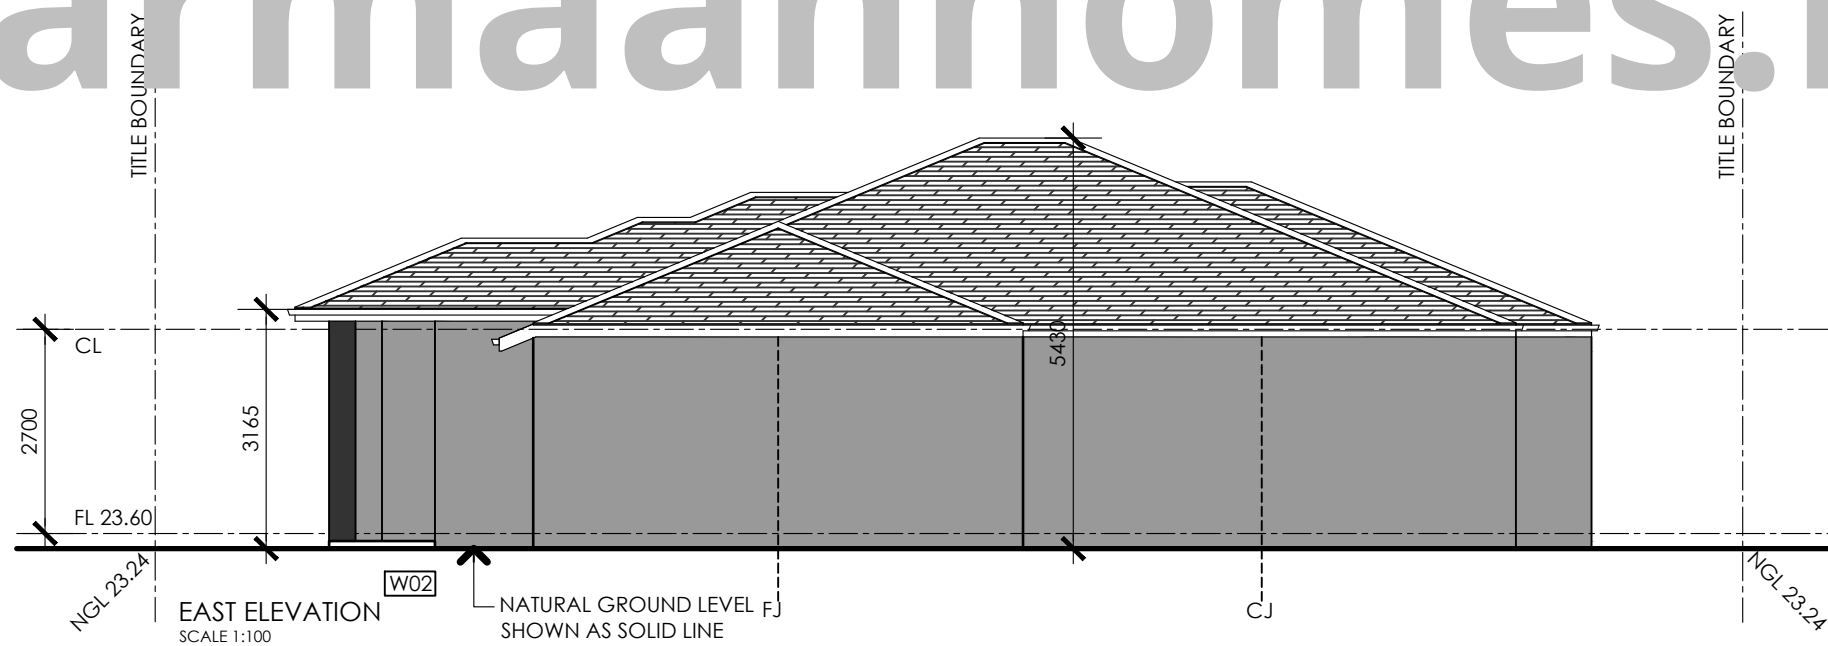 armaanhomes.
TITLE BOUNDARY
TITLE BOUNDARY
CL
2700
3165
5430
FL 23.60
NGL 23.24
NGL 23.24
W02
EAST ELEVATION
SCALE 1:100
NATURAL GROUND LEVEL
SHOWN AS SOLID LINE
FJ
CJ